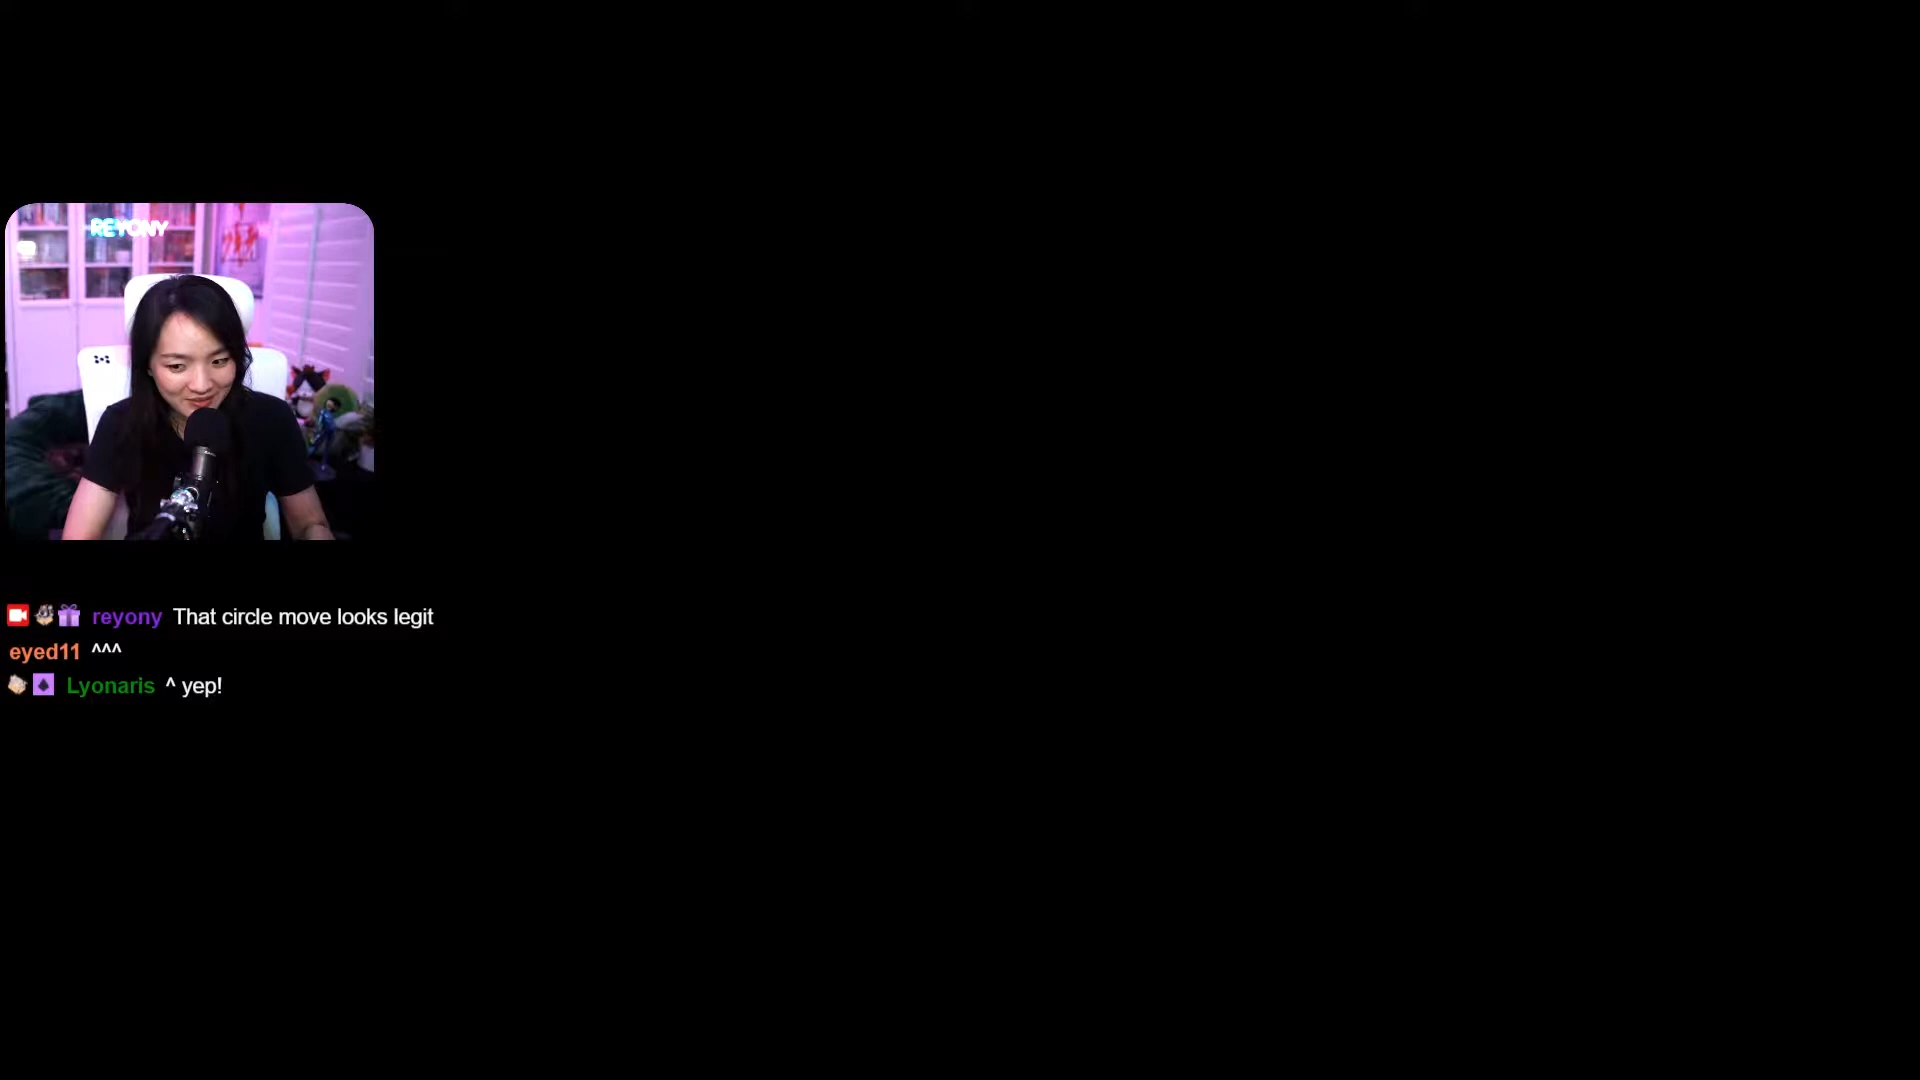 REYONY
reyony That circle move looks legit
eyed11 ^^^
Lyonaris ^ yep!